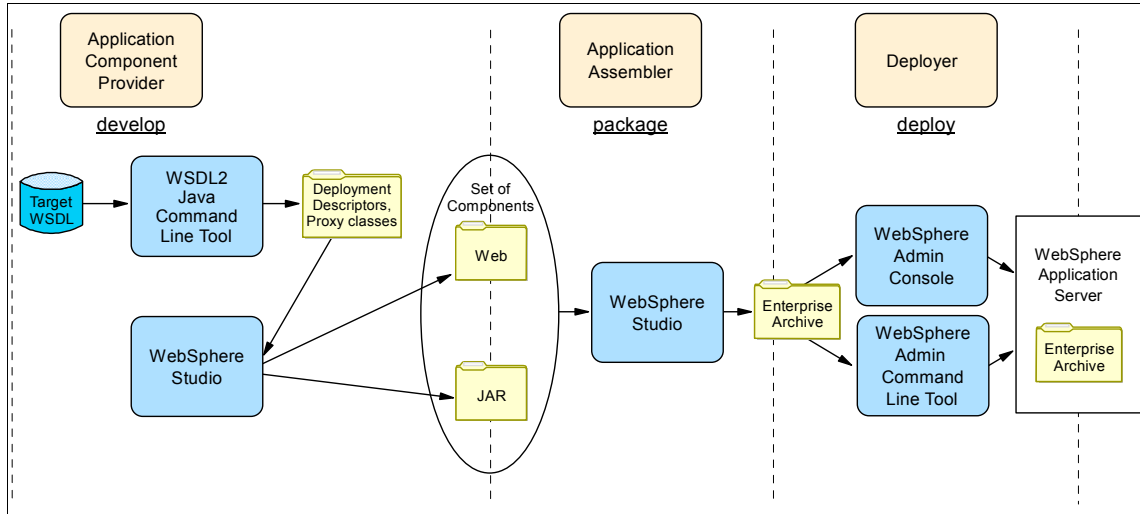 Application
Component
Provider
Application
Assembler
Deployer
develop
package
deploy
Target
WSDL
WSDL2
Java
Command
Line Tool
Deployment
Descriptors,
Proxy classes
Set of
Components
Web
JAR
WebSphere
Studio
WebSphere
Studio
Enterprise
Archive
WebSphere
Admin
Console
WebSphere
Admin
Command
Line Tool
WebSphere
Application
Server
Enterprise
Archive